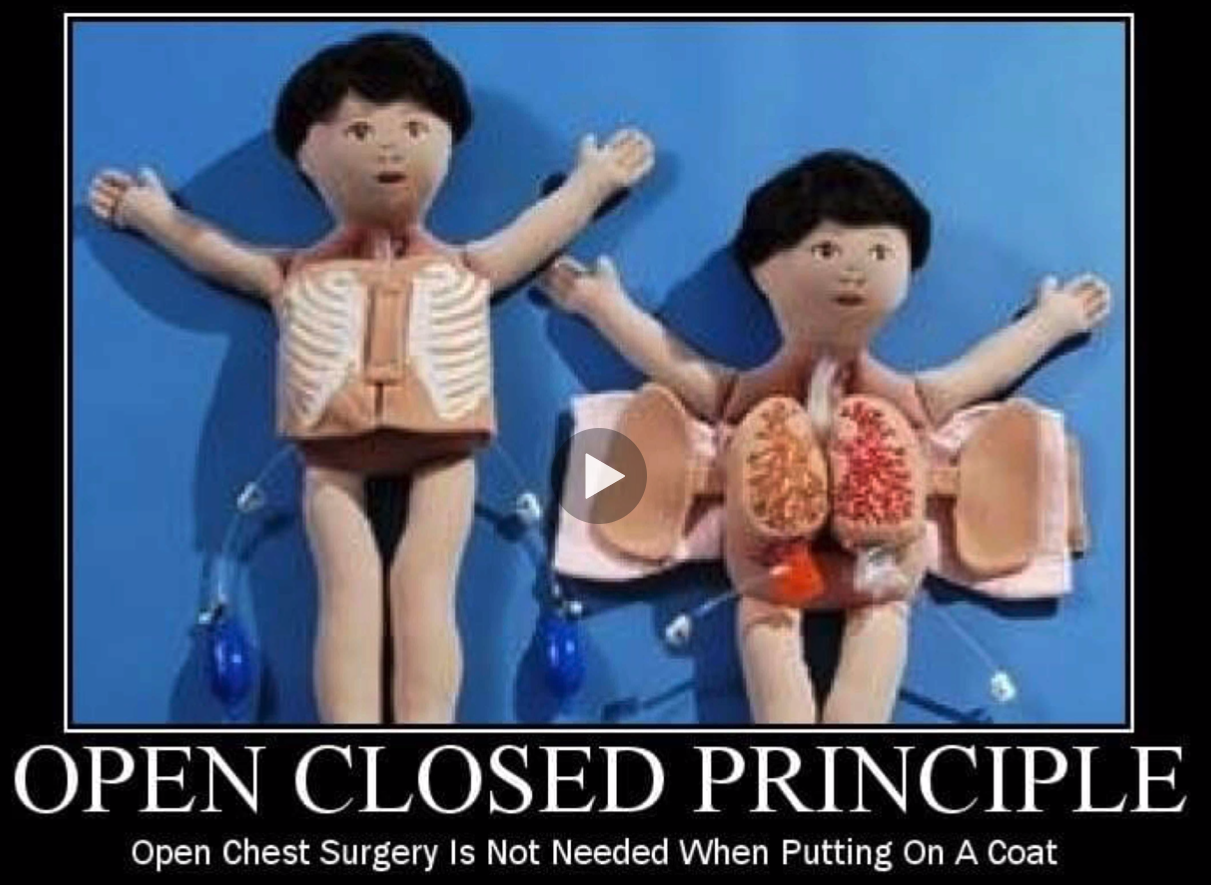 OPEN CLOSED PRINCIPLE
Open Chest Surgery Is Not Needed When Putting On A Coat